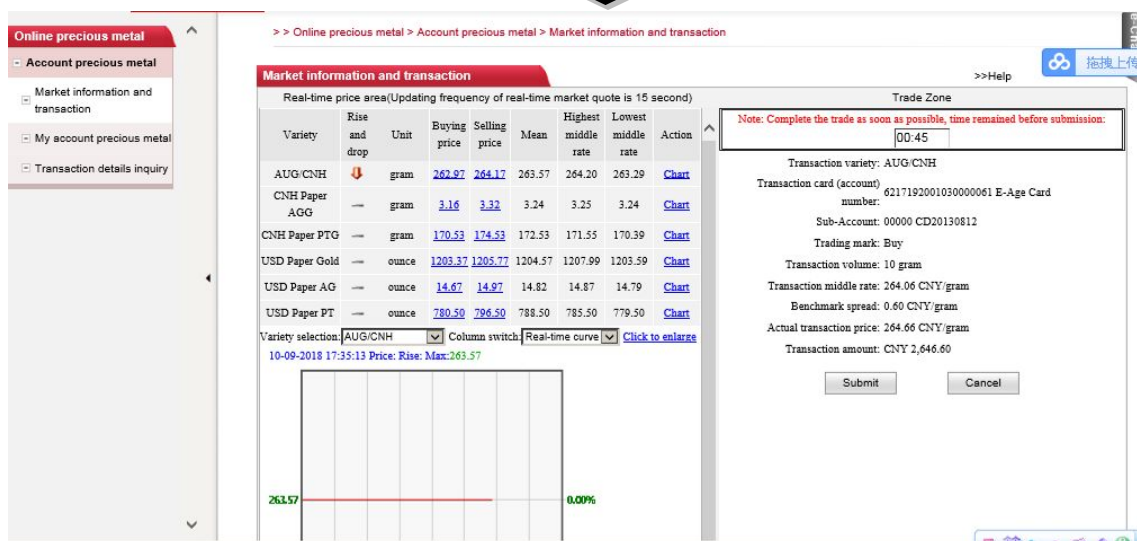 Online precious metal
Account precious metal
Market information and
transaction
My account precious metal
Transaction details inquiry
> > Online precious metal > Account precious metal > Market information and transaction
拖拽上传
Market information and transaction
>>Help
Real-time price area(Updating frequency of real-time market quote is 15 second)
Variety Rise and drop Unit Buying price Selling price Mean Highest middle rate Lowest middle rate Action
AUG/CNH gram 262.97 264.17 263.57 264.20 263.29 Chart
CNH Paper AGG — gram 3.16 3.32 3.24 3.25 3.24 Chart
CNH Paper PTG — gram 170.53 174.53 172.53 171.55 170.39 Chart
USD Paper Gold — ounce 1203.37 1205.77 1204.57 1207.99 1203.59 Chart
USD Paper AG — ounce 14.67 14.97 14.82 14.87 14.79 Chart
USD Paper PT — ounce 780.50 796.50 788.50 785.50 779.50 Chart
Variety selection: AUG/CNH Column switch: Real-time curve Click to enlarge
10-09-2018 17:35:13 Price: Rise: Max:263.57
263.57 0.00%
Trade Zone
Note: Complete the trade as soon as possible, time remained before submission:
00:45
Transaction variety: AUG/CNH
Transaction card (account)
number: 6217192001030000061 E-Age Card
Sub-Account: 00000 CD20130812
Trading mark: Buy
Transaction volume: 10 gram
Transaction middle rate: 264.06 CNY/gram
Benchmark spread: 0.60 CNY/gram
Actual transaction price: 264.66 CNY/gram
Transaction amount: CNY 2,646.60
Submit Cancel